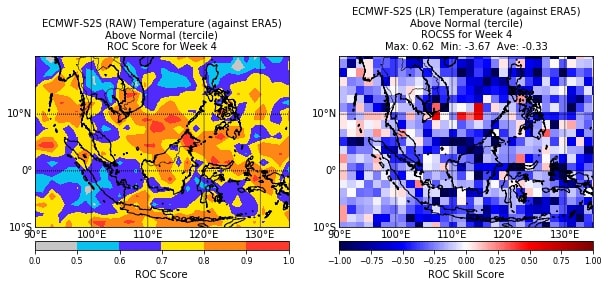 ECMWF-S2S (RAW) Temperature (against ERA5)
Above Normal (tercile)
ROC Score for Week 4
10°N
0°
10°S
90°E 100°E 110°E 120°E 130°E
0.0 0.5 0.6 0.7 0.8 0.9 1.0
ROC Score
ECMWF-S2S (LR) Temperature (against ERA5)
Above Normal (tercile)
ROCSS for Week 4
Max: 0.62 Min: -3.67 Ave: -0.33
10°N
0°
10°S
90°E 100°E 110°E 120°E 130°E
−1.00 −0.75 −0.50 −0.25 0.00 0.25 0.50 0.75 1.00
ROC Skill Score